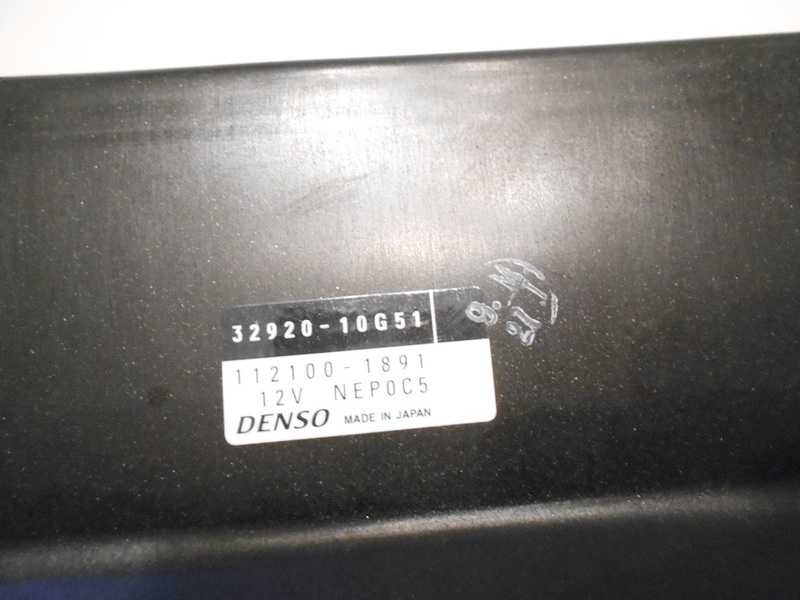 32920-10G51
112100-1891
12V NEP0C5
DENSO MADE IN JAPAN